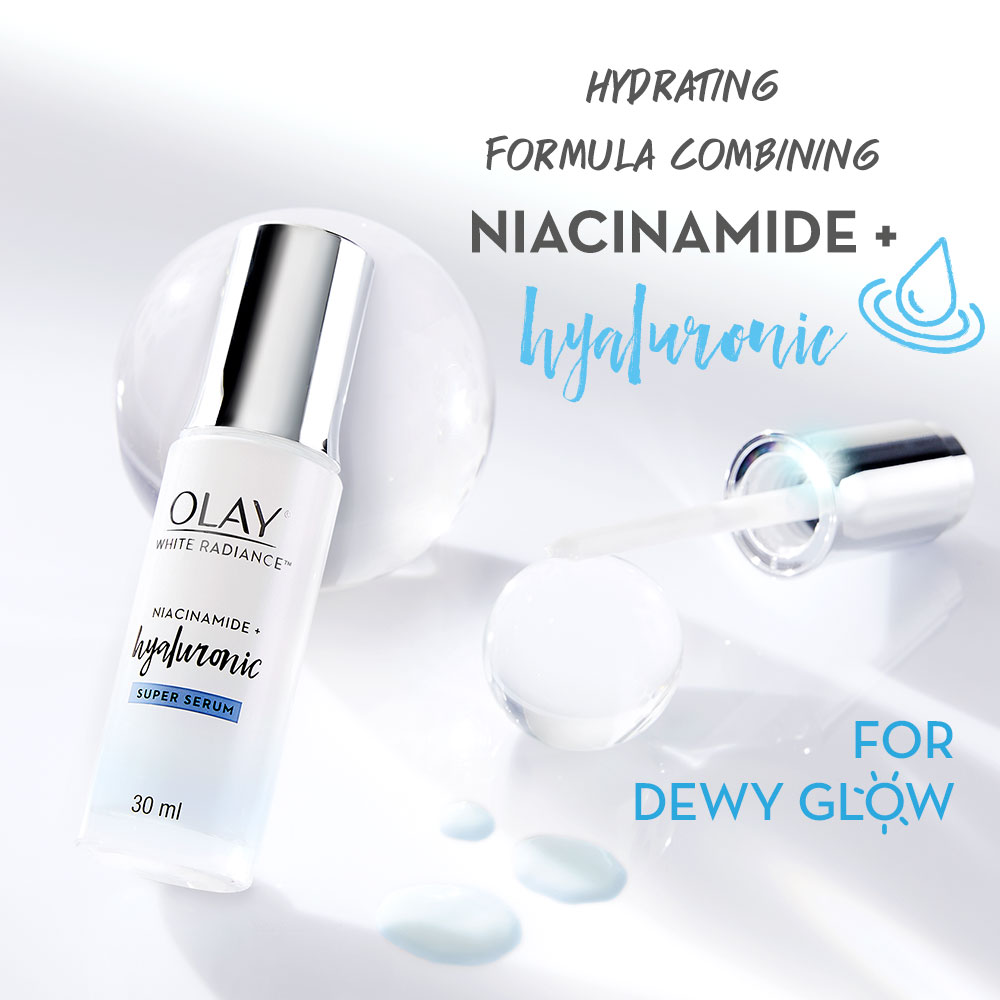 HYDRATING
FORMULA COMBINING
NIACINAMIDE +
hyaluronic
OLAY®
WHITE RADIANCE™
NIACINAMIDE +
hyaluronic
SUPER SERUM
30 ml
FOR
DEWY GLOW